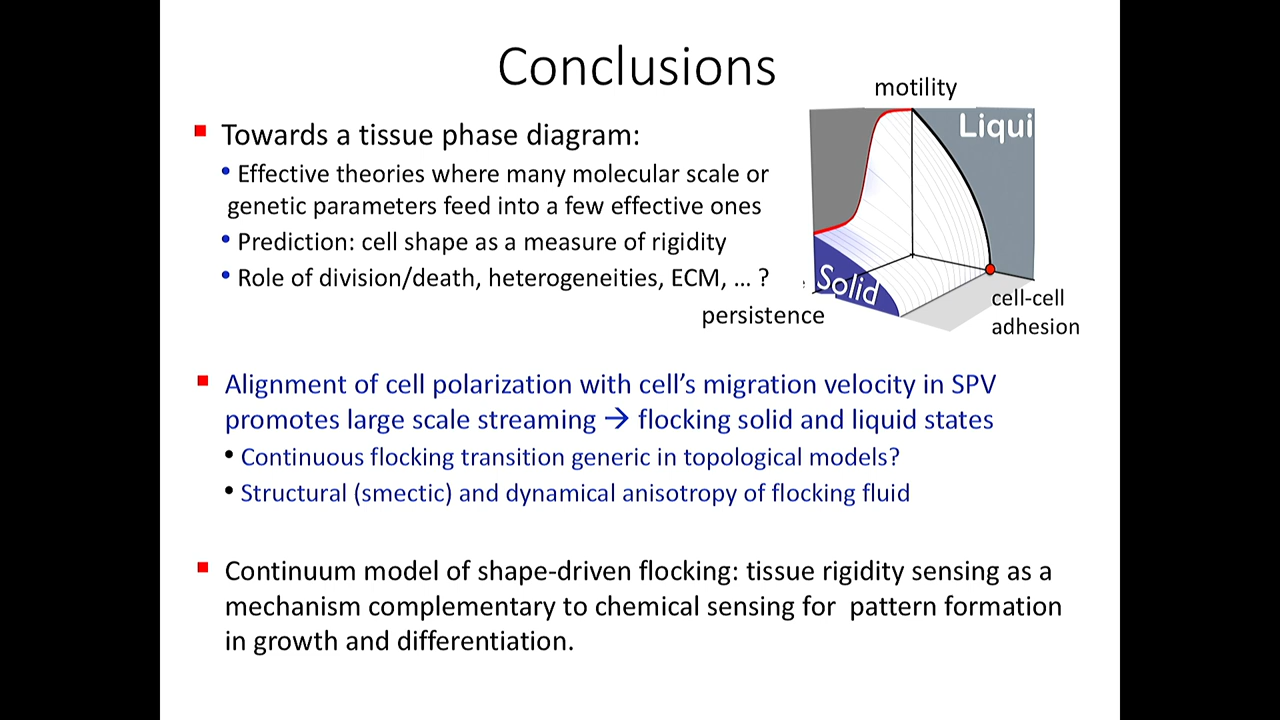 Conclusions
motility
Liqui
Towards a tissue phase diagram:
Effective theories where many molecular scale or
genetic parameters feed into a few effective ones
Prediction: cell shape as a measure of rigidity
Role of division/death, heterogeneities, ECM, ... ?
Solid
persistence
cell-cell
adhesion
Alignment of cell polarization with cell’s migration velocity in SPV
promotes large scale streaming → flocking solid and liquid states
Continuous flocking transition generic in topological models?
Structural (smectic) and dynamical anisotropy of flocking fluid
Continuum model of shape-driven flocking: tissue rigidity sensing as a
mechanism complementary to chemical sensing for pattern formation
in growth and differentiation.